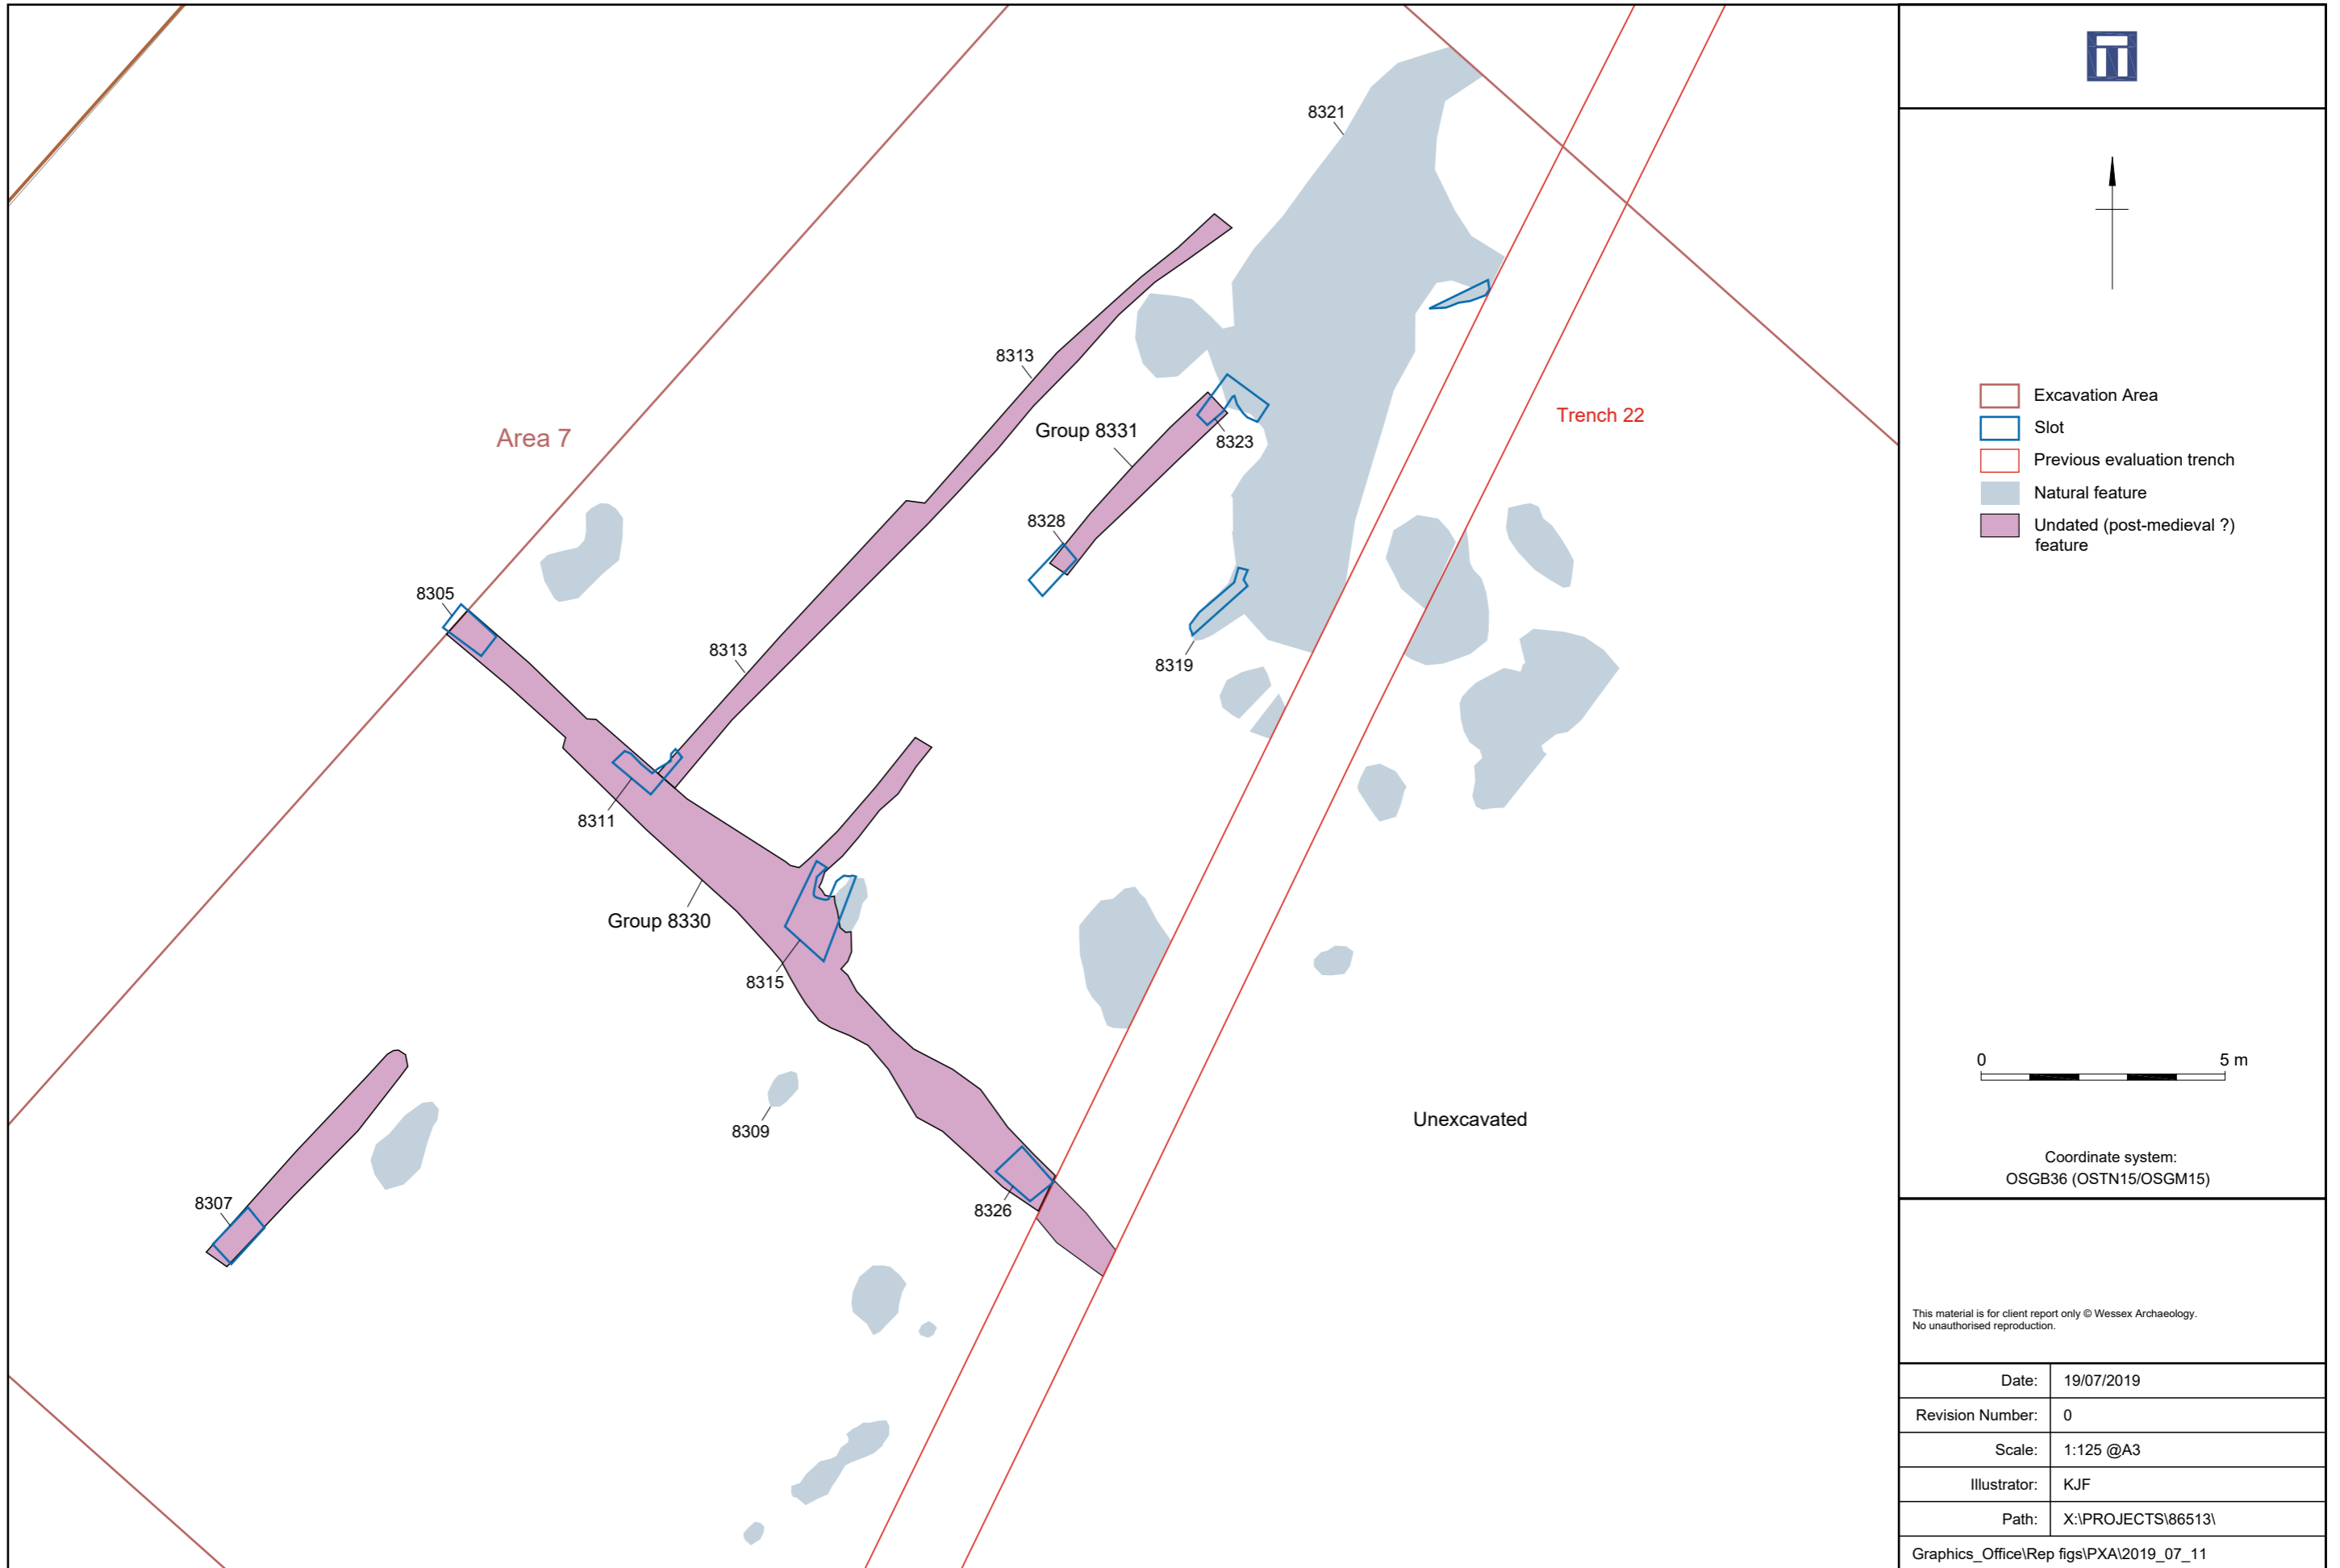 8321
8313
Group 8331
Area 7
Trench 22
8323
8328
8305
8313
8319
8311
Group 8330
8315
8309
Unexcavated
8307
8326
Excavation Area
Slot
Previous evaluation trench
Natural feature
Undated (post-medieval ?)
feature
0 5 m
Coordinate system:
OSGB36 (OSTN15/OSGM15)
This material is for client report only © Wessex Archaeology.
No unauthorised reproduction.
Date: 19/07/2019
Revision Number: 0
Scale: 1:125 @A3
Illustrator: KJF
Path: X:\PROJECTS\86513\
Graphics_Office\Rep figs\PXA\2019_07_11